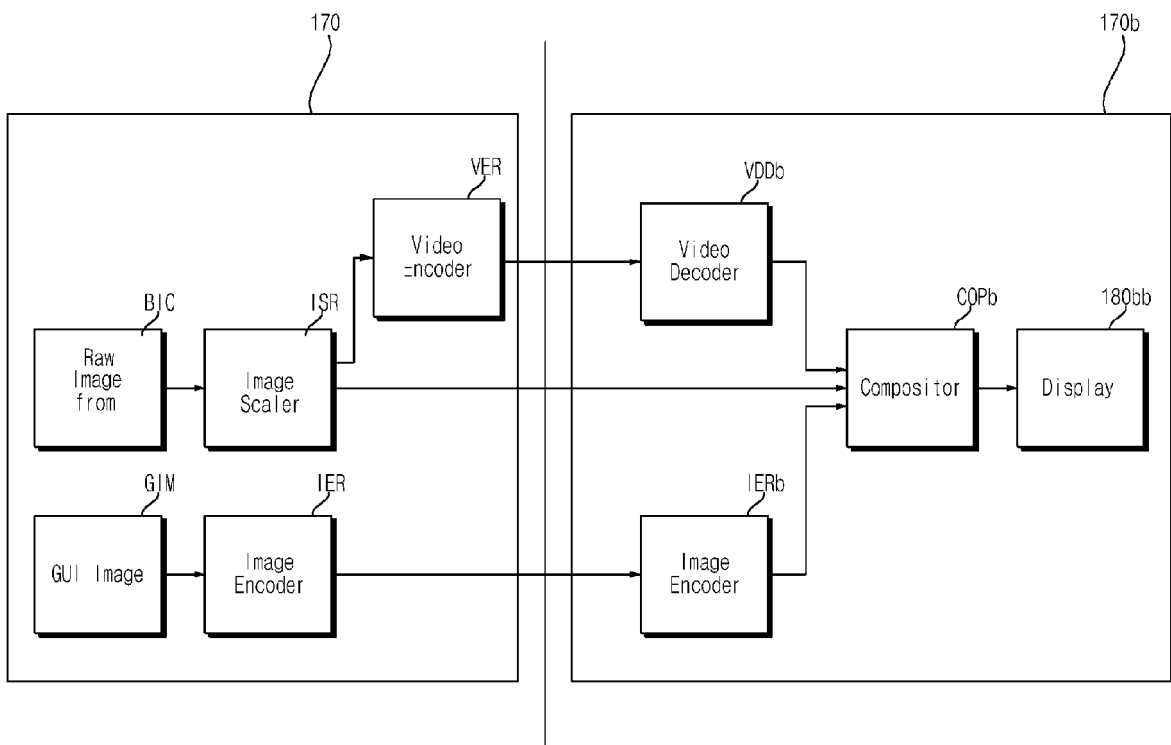 170
170b
VER
Video
Encoder
VDDb
Video
Decoder
BIC
Raw
Image
from
ISR
Image
Scaler
COPb
Compositor
180bb
Display
GIM
GUI Image
IER
Image
Encoder
IERb
Image
Encoder